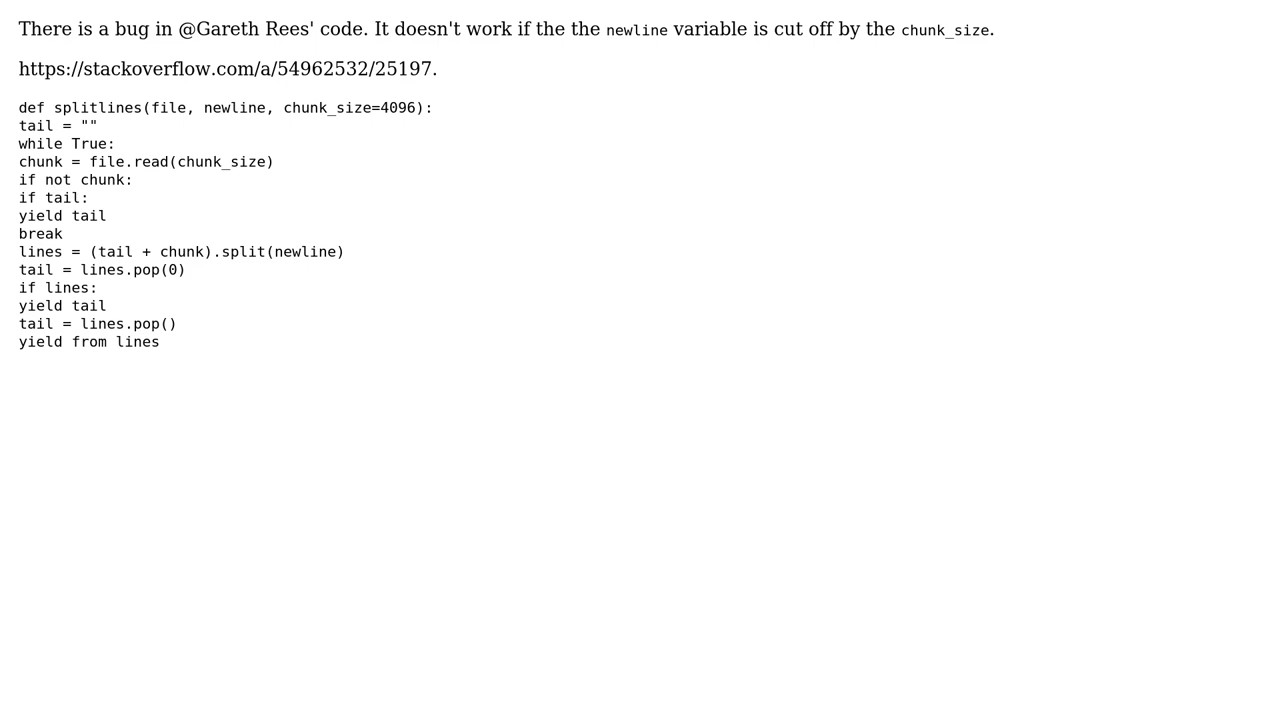 There is a bug in @Gareth Rees' code. It doesn't work if the the newline variable is cut off by the chunk_size.
https://stackoverflow.com/a/54962532/25197.
def splitlines(file, newline, chunk_size=4096):
tail = ""
while True:
chunk = file.read(chunk_size)
if not chunk:
if tail:
yield tail
break
lines = (tail + chunk).split(newline)
tail = lines.pop(0)
if lines:
yield tail
tail = lines.pop()
yield from lines